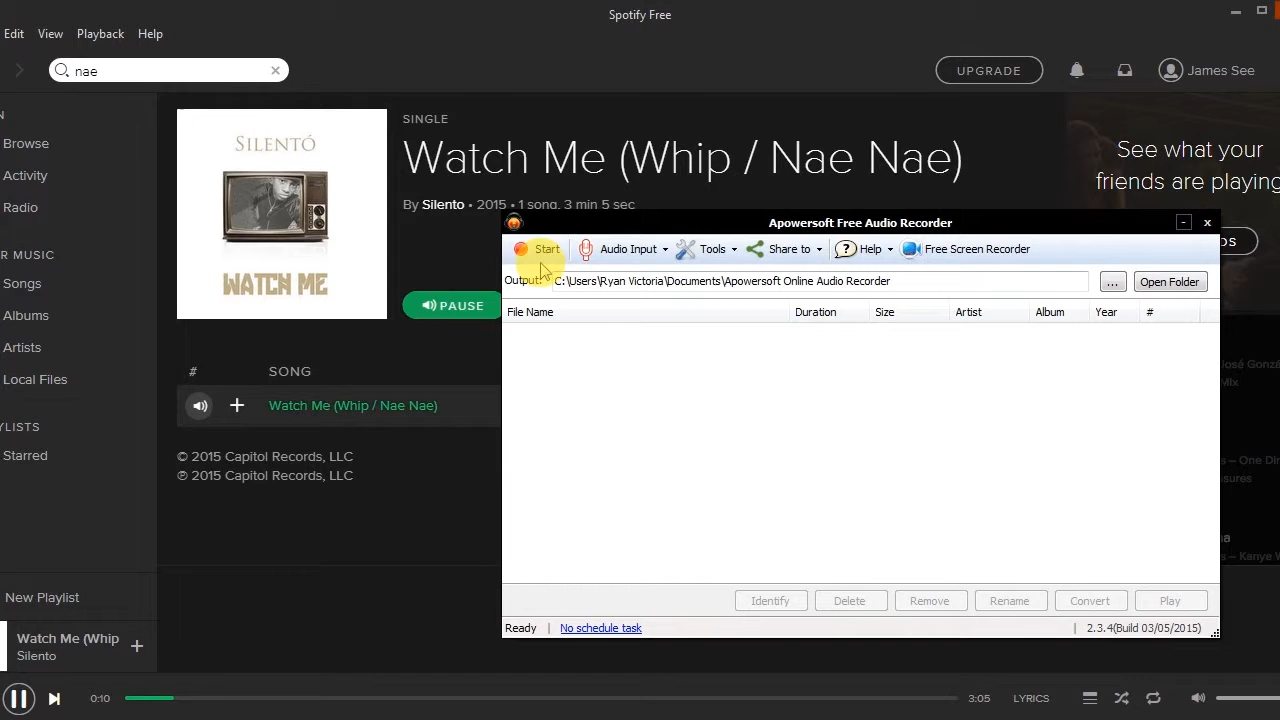 Spotify Free
Edit View Playback Help
nae
UPGRADE
James See
Browse
Activity
Radio
MUSIC
Songs
Albums
Artists
Local Files
Starred
New Playlist
Watch Me (Whip
Silento
SILENTÓ
WATCH ME
SINGLE
Watch Me (Whip / Nae Nae)
By Silento • 2015 • 1 song, 3 min 5 sec
PAUSE
# SONG
Watch Me (Whip / Nae Nae)
© 2015 Capitol Records, LLC
℗ 2015 Capitol Records, LLC
See what your
friends are playing
Apowersoft Free Audio Recorder
Start Audio Input Tools Share to Help Free Screen Recorder
Output: C:\Users\Ryan Victoria\Documents\Apowersoft Online Audio Recorder ... Open Folder
File Name Duration Size Artist Album Year #
Identify Delete Remove Rename Convert Play
Ready | No schedule task | 2.3.4(Build 03/05/2015)
José Gonzá
Mix
– One Di
– Kanye W
0:10 3:05 LYRICS